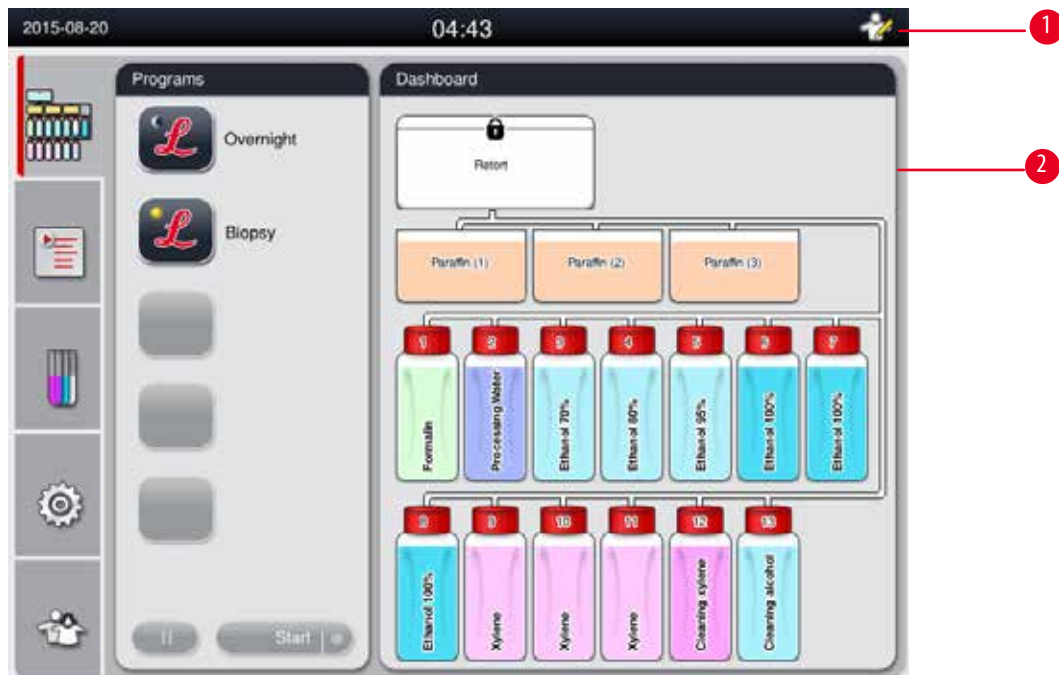 2015-08-20
04:43
1
Programs
Dashboard
L
Overnight
L
Biopsy
Start
Retort
2
Paraffin (1)
Paraffin (2)
Paraffin (3)
1
2
3
4
5
6
7
Formalin
Processing Water
Ethanol 70%
Ethanol 80%
Ethanol 95%
Ethanol 100%
Ethanol 100%
8
9
10
11
12
13
Ethanol 100%
Xylene
Xylene
Xylene
Cleaning xylene
Cleaning alcohol